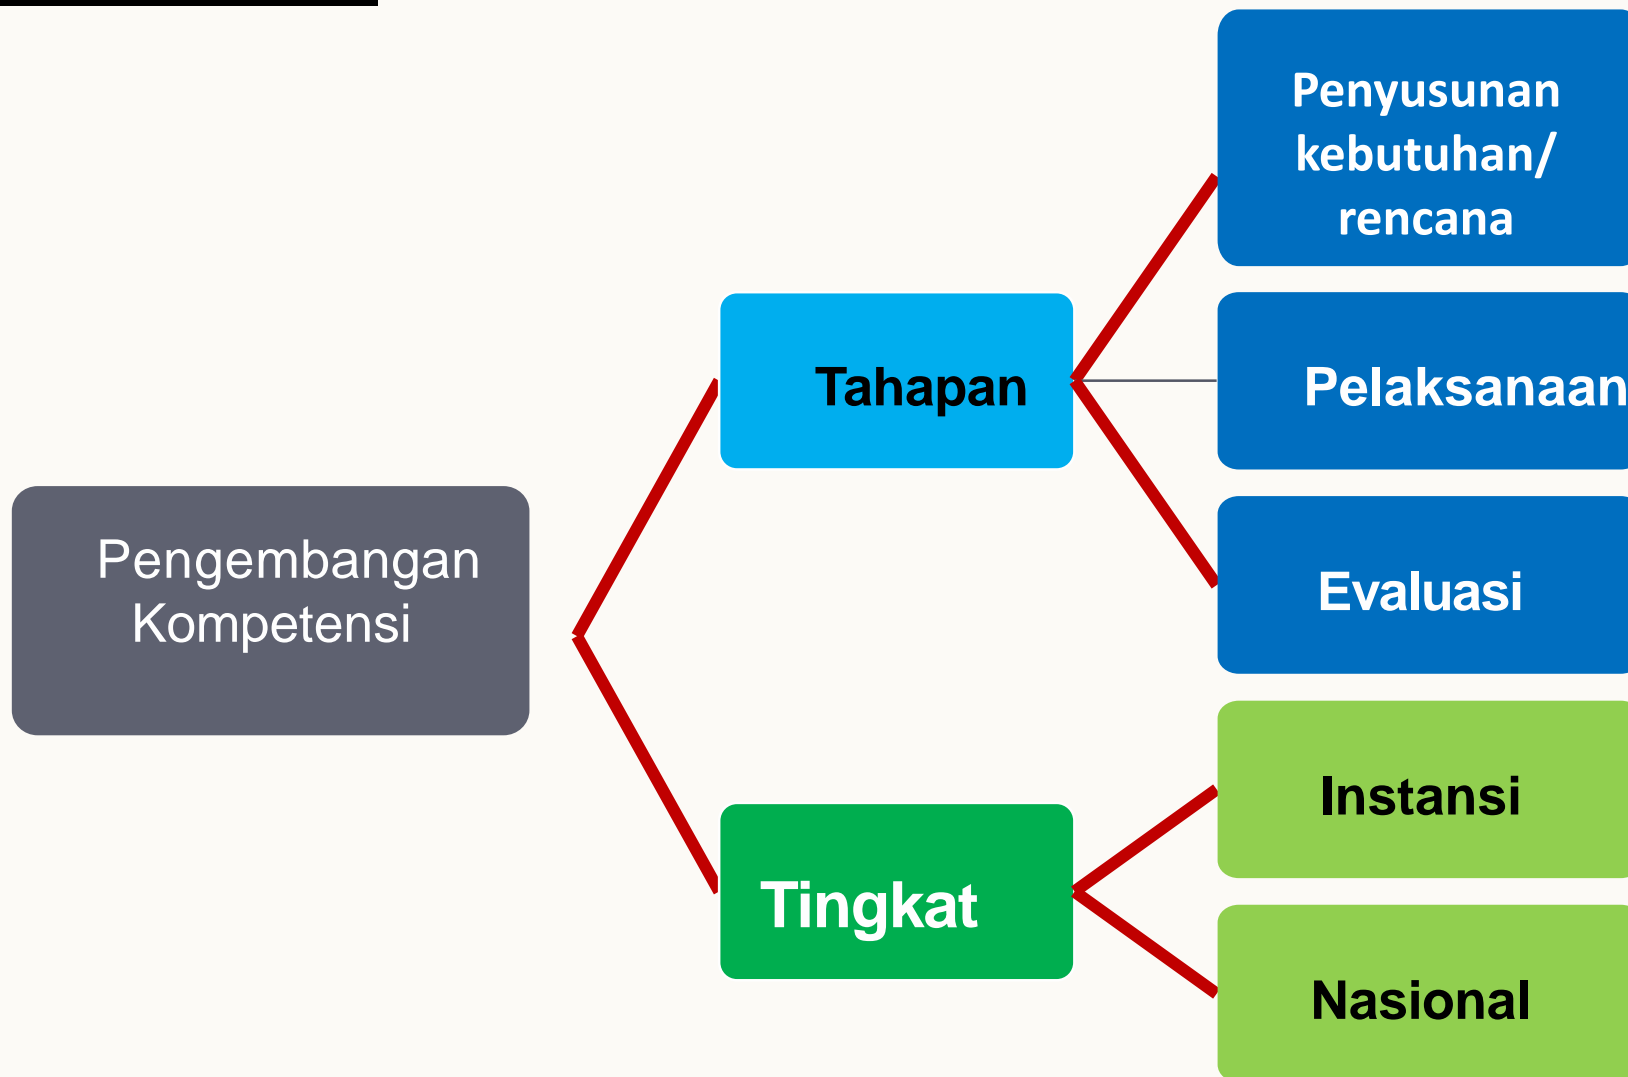 Penyusunan
kebutuhan/
rencana
Tahapan
Pelaksanaan
Pengembangan
Kompetensi
Evaluasi
Instansi
Tingkat
Nasional